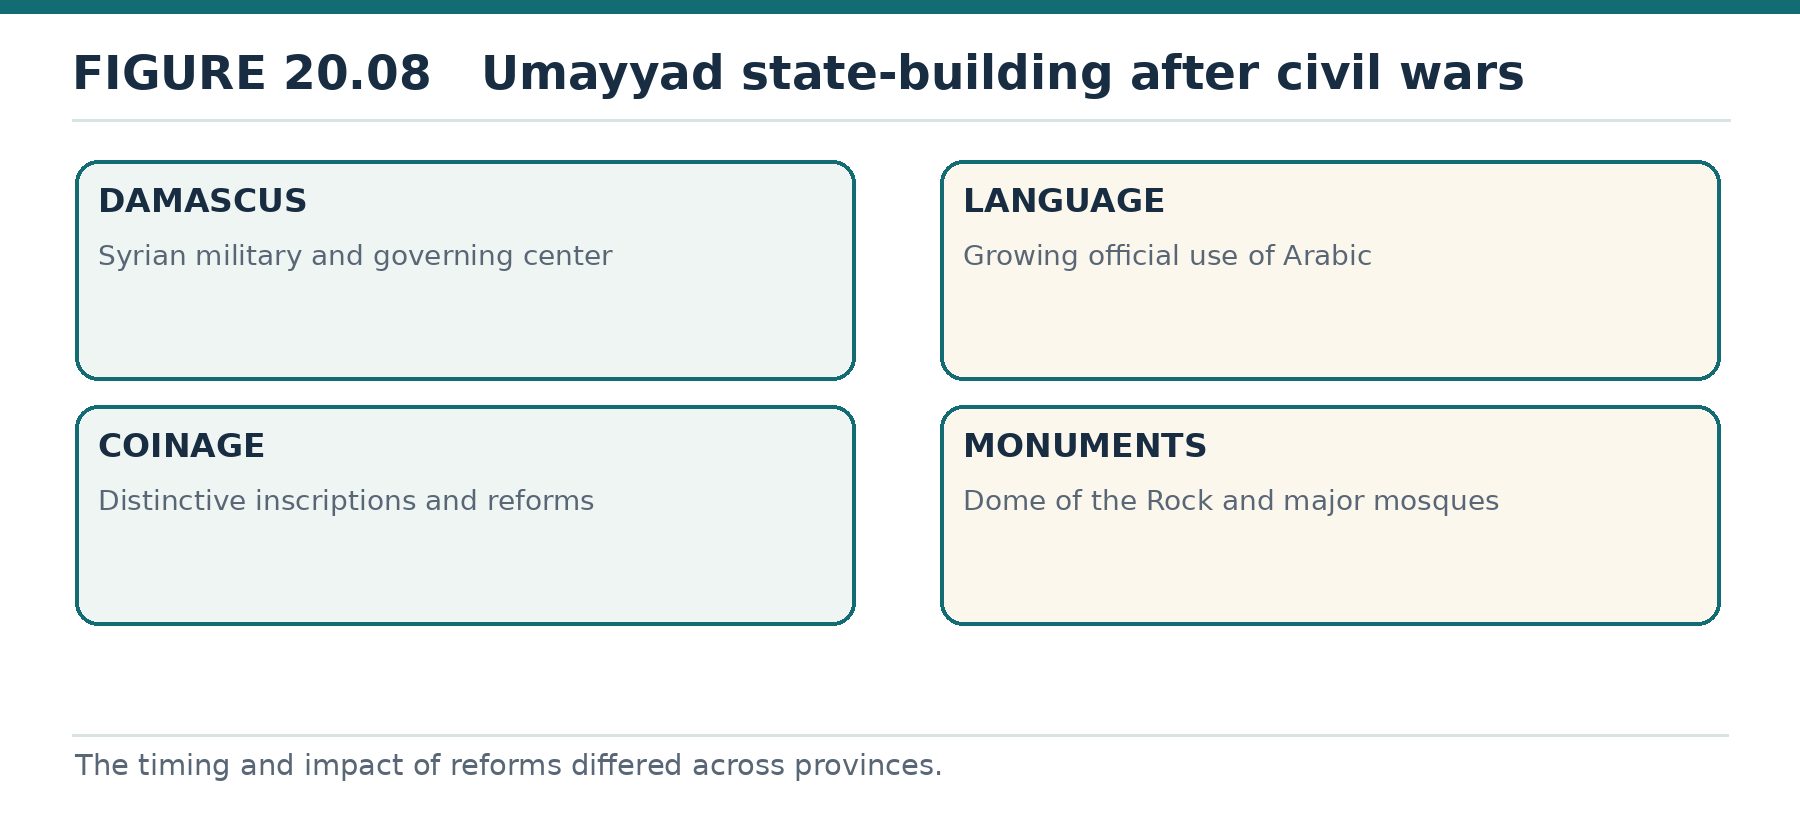 FIGURE 20.08 Umayyad state-building after civil wars
DAMASCUS
Syrian military and governing center
LANGUAGE
Growing official use of Arabic
COINAGE
Distinctive inscriptions and reforms
MONUMENTS
Dome of the Rock and major mosques
The timing and impact of reforms differed across provinces.